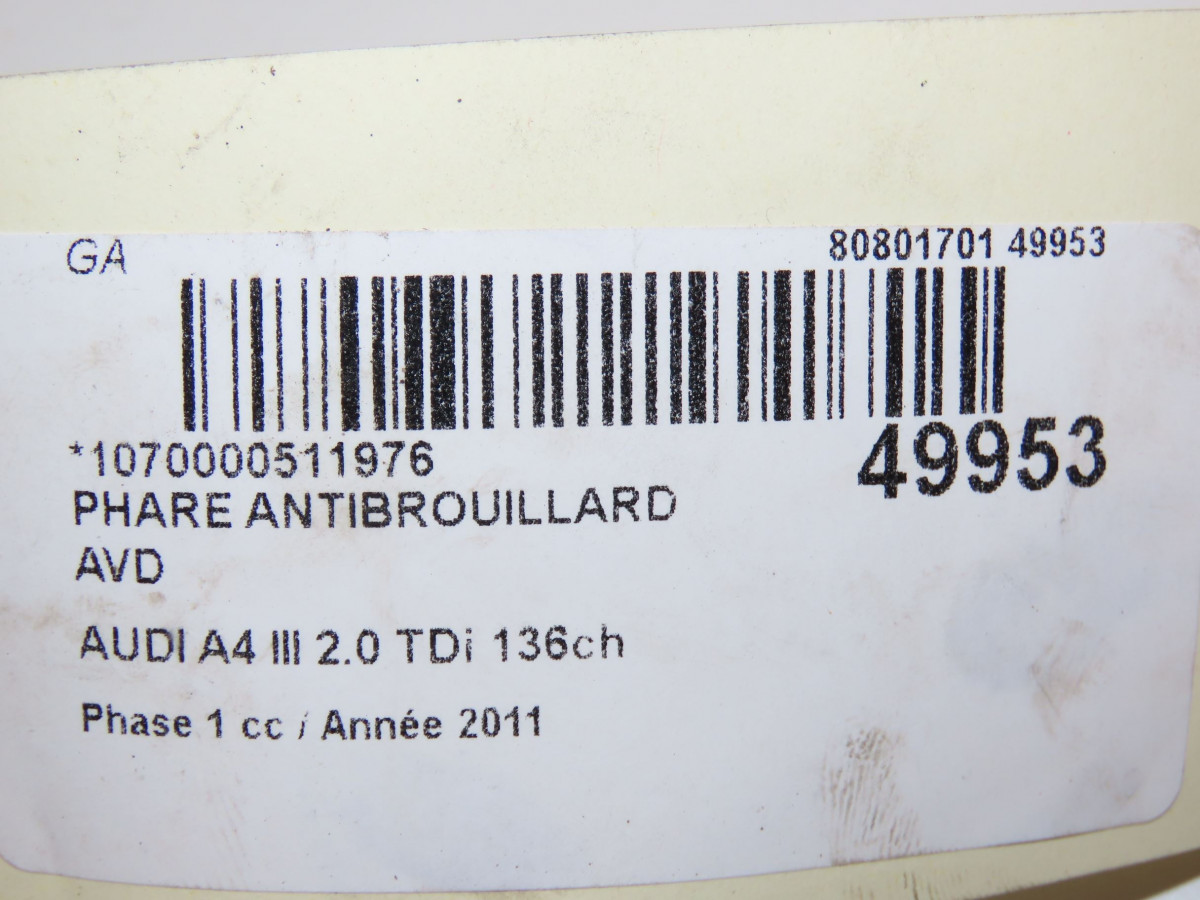 GA
80801701 49953
*1070000511976
49953
PHARE ANTIBROUILLARD
AVD
AUDI A4 III 2.0 TDi 136ch
Phase 1 cc / Année 2011